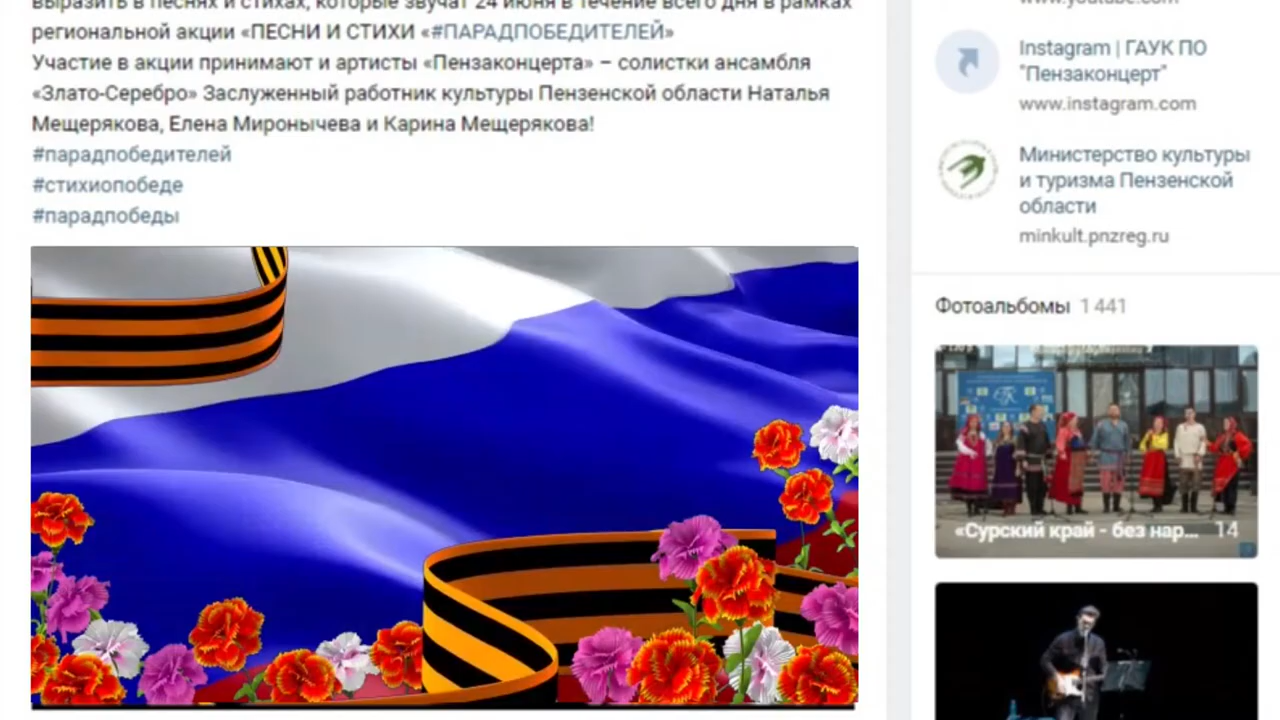 выразить в песнях и стихах, которые звучат 24 июня в течение всего дня в рамках
региональной акции «ПЕСНИ И СТИХИ «#ПАРАДПОБЕДИТЕЛЕЙ»
Участие в акции принимают и артисты «Пензаконцерта» – солистки ансамбля
«Злато-Серебро» Заслуженный работник культуры Пензенской области Наталья
Мещерякова, Елена Миронычева и Карина Мещерякова!
#парадпобедителей
#стихиопобеде
#парадпобеды
www.youtube.com
Instagram | ГАУК ПО
"Пензаконцерт"
www.instagram.com
Министерство культуры
и туризма Пензенской
области
minkult.pnzreg.ru
Фотоальбомы 1 441
«Сурский край - без нар... 14